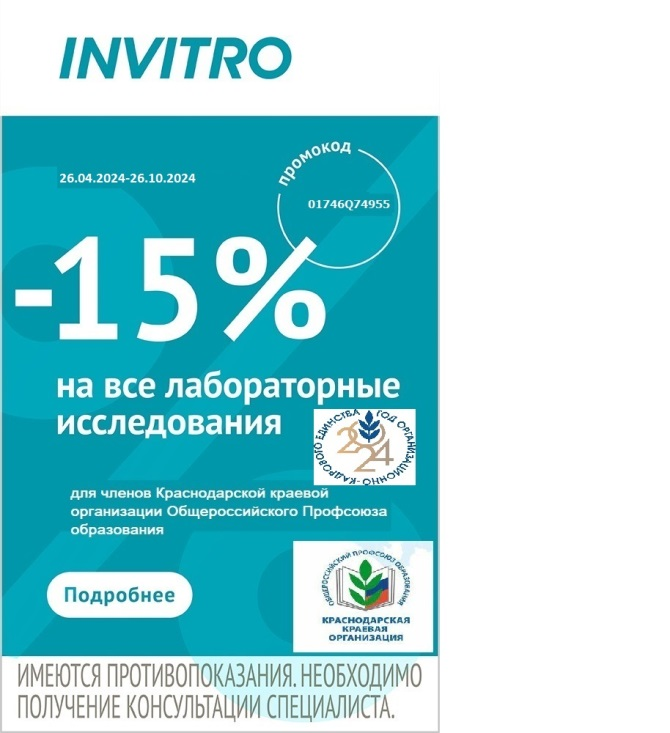 INVITRO
26.04.2024-26.10.2024
промокод
01746Q74955
-15%
на все лабораторные
исследования
ГОД ОРГАНИЗАЦИОННО-КАДРОВОГО ЕДИНСТВА
2024
для членов Краснодарской краевой
организации Общероссийского Профсоюза
образования
ОБЩЕРОССИЙСКИЙ ПРОФСОЮЗ ОБРАЗОВАНИЯ
КРАСНОДАРСКАЯ
КРАЕВАЯ
ОРГАНИЗАЦИЯ
Подробнее
ИМЕЮТСЯ ПРОТИВОПОКАЗАНИЯ. НЕОБХОДИМО
ПОЛУЧЕНИЕ КОНСУЛЬТАЦИИ СПЕЦИАЛИСТА.